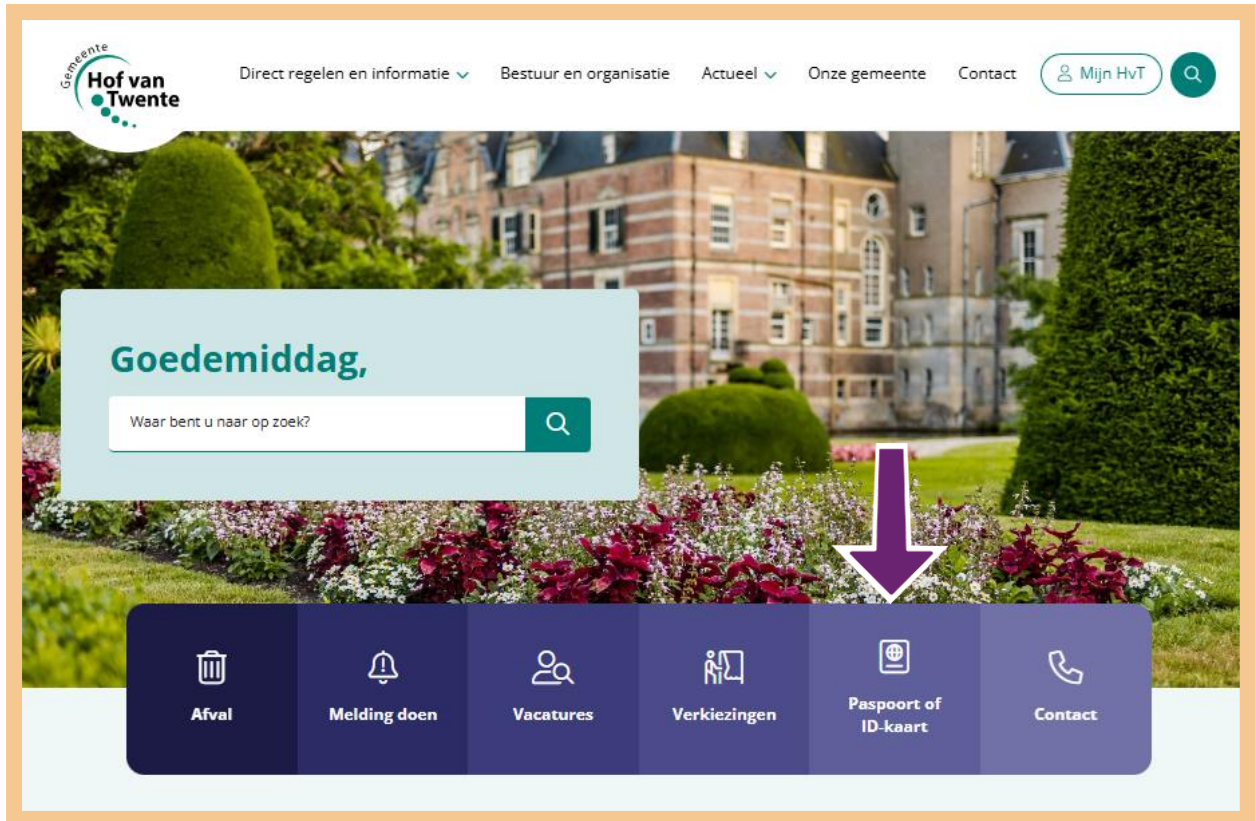 Gemeente
Hof van
Twente
Direct regelen en informatie
Bestuur en organisatie
Actueel
Onze gemeente
Contact
Mijn HvT
Goedemiddag,
Waar bent u naar op zoek?
Afval
Melding doen
Vacatures
Verkiezingen
Paspoort of
ID-kaart
Contact